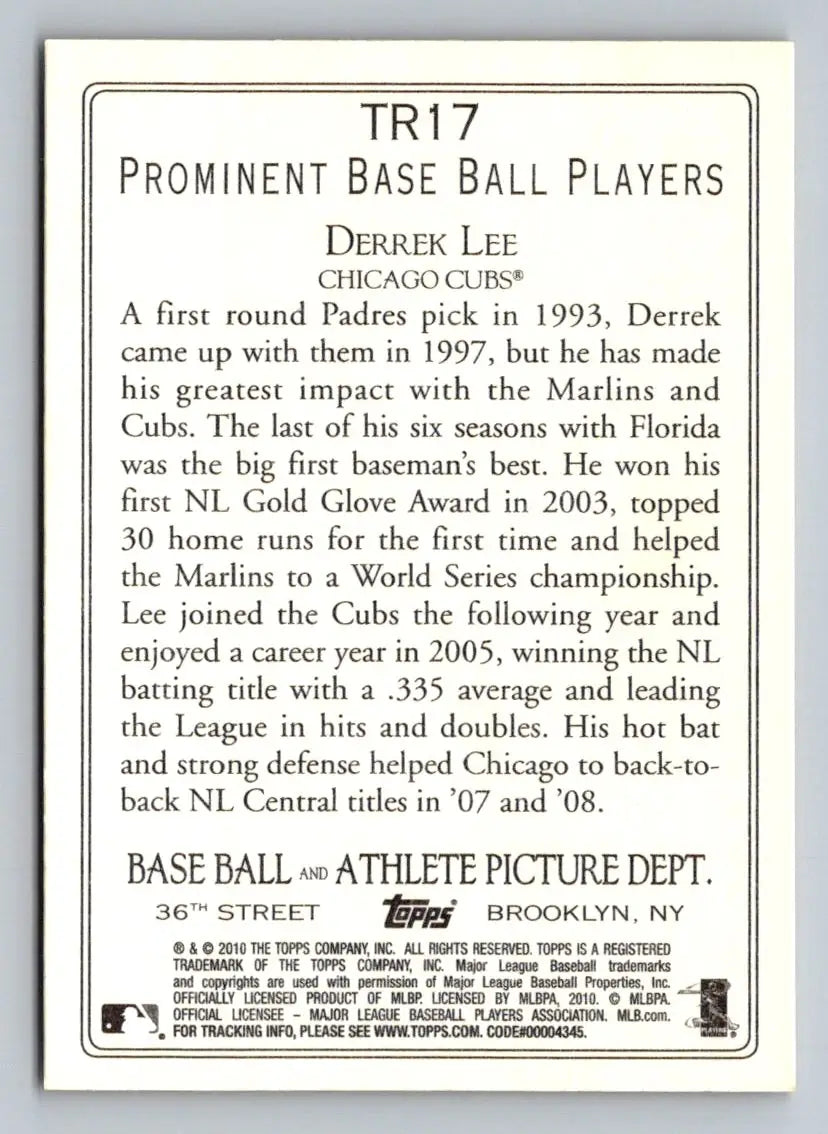 TR17
PROMINENT BASE BALL PLAYERS
DERREK LEE
CHICAGO CUBS®
A first round Padres pick in 1993, Derrek
came up with them in 1997, but he has made
his greatest impact with the Marlins and
Cubs. The last of his six seasons with Florida
was the big first baseman's best. He won his
first NL Gold Glove Award in 2003, topped
30 home runs for the first time and helped
the Marlins to a World Series championship.
Lee joined the Cubs the following year and
enjoyed a career year in 2005, winning the NL
batting title with a .335 average and leading
the League in hits and doubles. His hot bat
and strong defense helped Chicago to back-to-
back NL Central titles in '07 and '08.
BASE BALL AND ATHLETE PICTURE DEPT.
36TH STREET Topps® BROOKLYN, NY
® & © 2010 THE TOPPS COMPANY, INC. ALL RIGHTS RESERVED. TOPPS IS A REGISTERED
TRADEMARK OF THE TOPPS COMPANY, INC. Major League Baseball trademarks
and copyrights are used with permission of Major League Baseball Properties, Inc.
OFFICIALLY LICENSED PRODUCT OF MLBP. LICENSED BY MLBPA, 2010. © MLBPA.
OFFICIAL LICENSEE – MAJOR LEAGUE BASEBALL PLAYERS ASSOCIATION. MLB.com.
FOR TRACKING INFO, PLEASE SEE WWW.TOPPS.COM. CODE#00004345.
PLAYERS